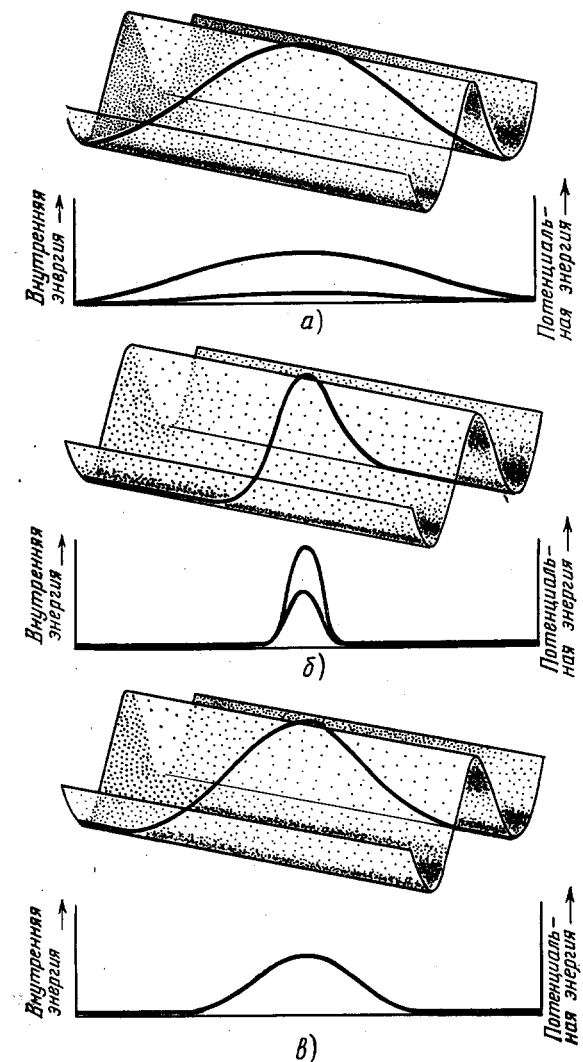 Внутренняя
энергия →
Потенциаль-
ная энергия →
а)
Внутренняя
энергия →
Потенциаль-
ная энергия →
б)
Внутренняя
энергия →
Потенциаль-
ная энергия →
в)